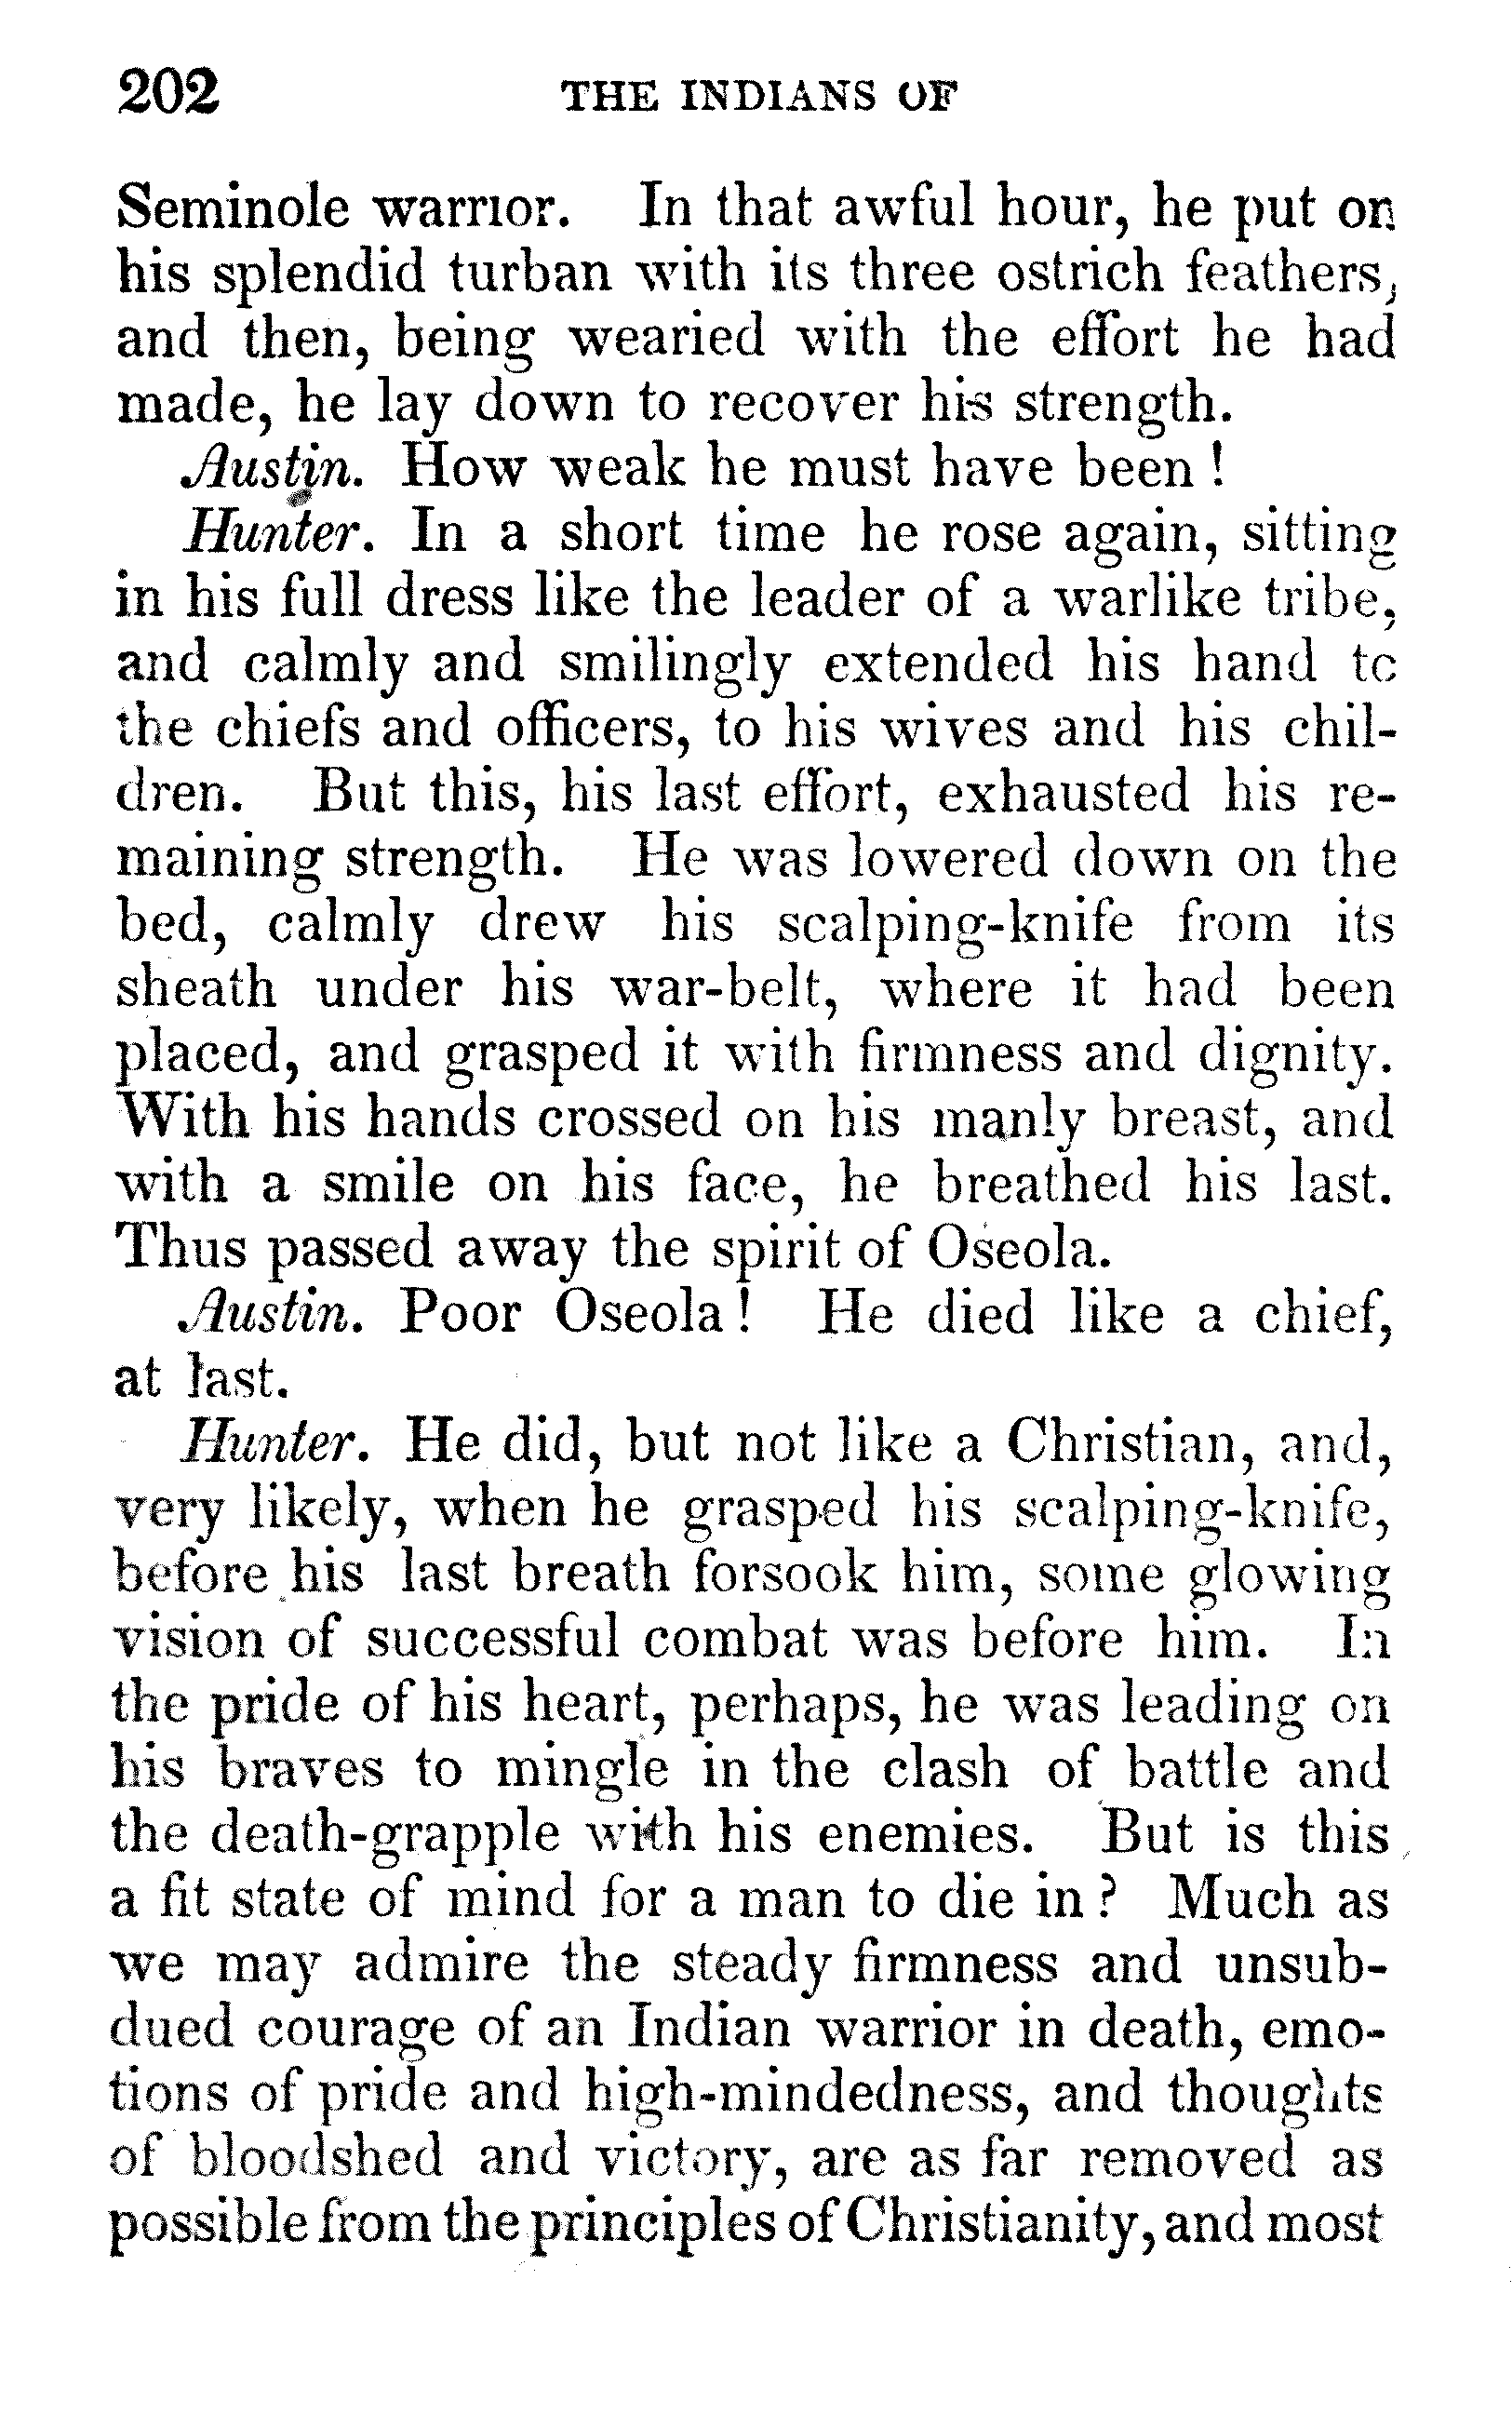 202 THE INDIANS OF
Seminole warrior. In that awful hour, he put on
his splendid turban with its three ostrich feathers,
and then, being wearied with the effort he had
made, he lay down to recover his strength.
Austin. How weak he must have been !
Hunter. In a short time he rose again, sitting
in his full dress like the leader of a warlike tribe,
and calmly and smilingly extended his hand to
the chiefs and officers, to his wives and his chil-
dren. But this, his last effort, exhausted his re-
maining strength. He was lowered down on the
bed, calmly drew his scalping-knife from its
sheath under his war-belt, where it had been
placed, and grasped it with firmness and dignity.
With his hands crossed on his manly breast, and
with a smile on his face, he breathed his last.
Thus passed away the spirit of Oseola.
Austin. Poor Oseola! He died like a chief,
at last.
Hunter. He did, but not like a Christian, and,
very likely, when he grasped his scalping-knife,
before his last breath forsook him, some glowing
vision of successful combat was before him. In
the pride of his heart, perhaps, he was leading on
his braves to mingle in the clash of battle and
the death-grapple with his enemies. But is this
a fit state of mind for a man to die in ? Much as
we may admire the steady firmness and unsub-
dued courage of an Indian warrior in death, emo-
tions of pride and high-mindedness, and thoughts
of bloodshed and victory, are as far removed as
possible from the principles of Christianity, and most